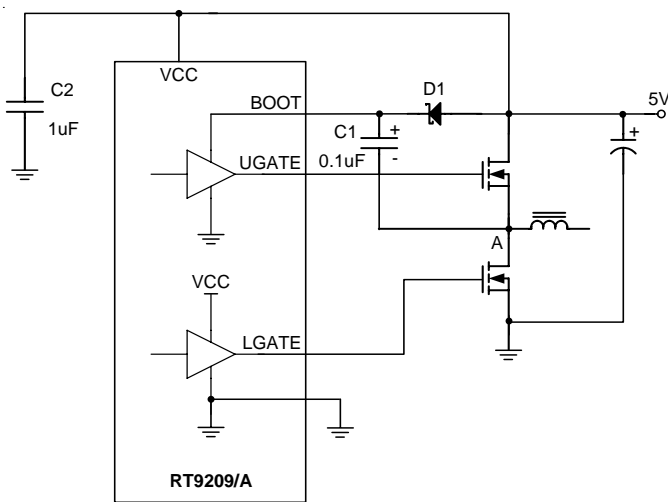 VCC
C2
1uF
BOOT
D1
5V
C1
+
-
+
0.1uF
UGATE
A
VCC
LGATE
RT9209/A